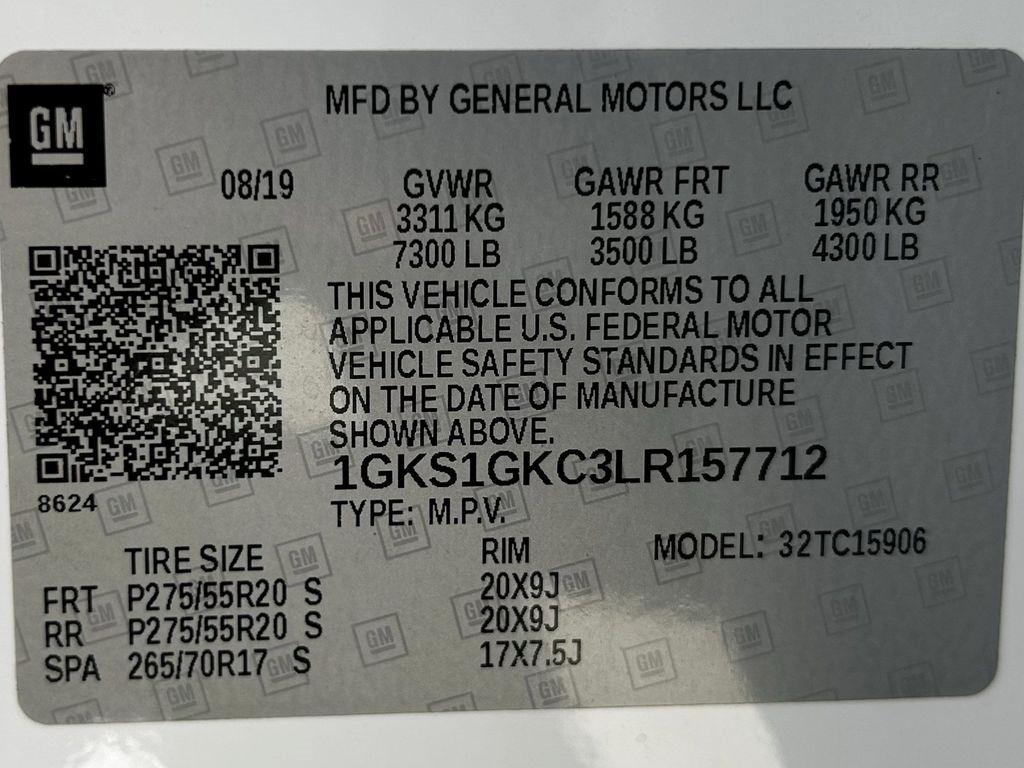 GM®
MFD BY GENERAL MOTORS LLC
08/19 GVWR GAWR FRT GAWR RR
3311 KG 1588 KG 1950 KG
7300 LB 3500 LB 4300 LB
THIS VEHICLE CONFORMS TO ALL
APPLICABLE U.S. FEDERAL MOTOR
VEHICLE SAFETY STANDARDS IN EFFECT
ON THE DATE OF MANUFACTURE
SHOWN ABOVE.
1GKS1GKC3LR157712
8624
TYPE: M.P.V.
TIRE SIZE RIM MODEL: 32TC15906
FRT P275/55R20 S 20X9J
RR P275/55R20 S 20X9J
SPA 265/70R17 S 17X7.5J